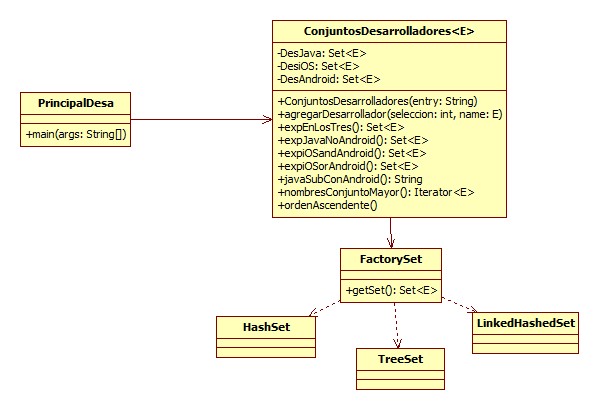 ConjuntosDesarrolladores<E>
-DesJava: Set<E>
-DesiOS: Set<E>
-DesAndroid: Set<E>
+ConjuntosDesarrolladores(entry: String)
+agregarDesarrollador(seleccion: int, name: E)
+expEnLosTres(): Set<E>
+expJavaNoAndroid(): Set<E>
+expiOSandAndroid(): Set<E>
+expiOSorAndroid(): Set<E>
+javaSubConAndroid(): String
+nombresConjuntoMayor(): Iterator<E>
+ordenAscendente()
PrincipalDesa
+main(args: String[])
FactorySet
+getSet(): Set<E>
HashSet
TreeSet
LinkedHashedSet